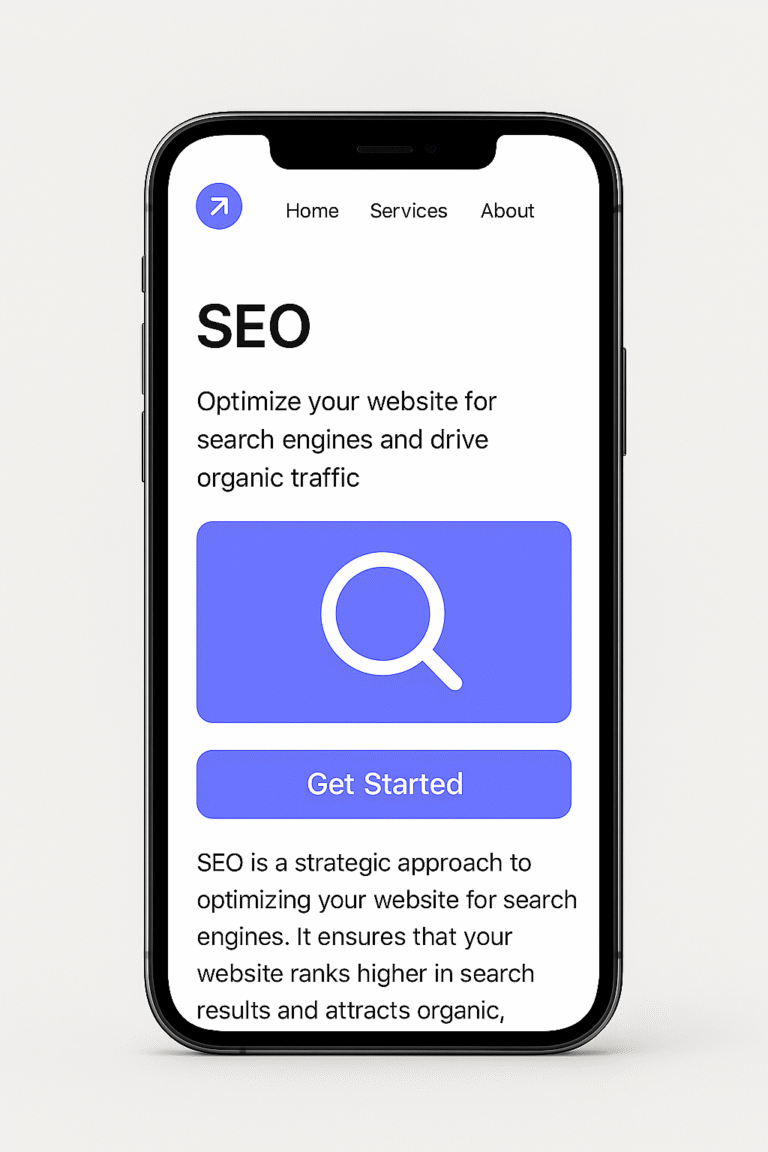 Home Services About
SEO
Optimize your website for
search engines and drive
organic traffic
Get Started
SEO is a strategic approach to
optimizing your website for search
engines. It ensures that your
website ranks higher in search
results and attracts organic,